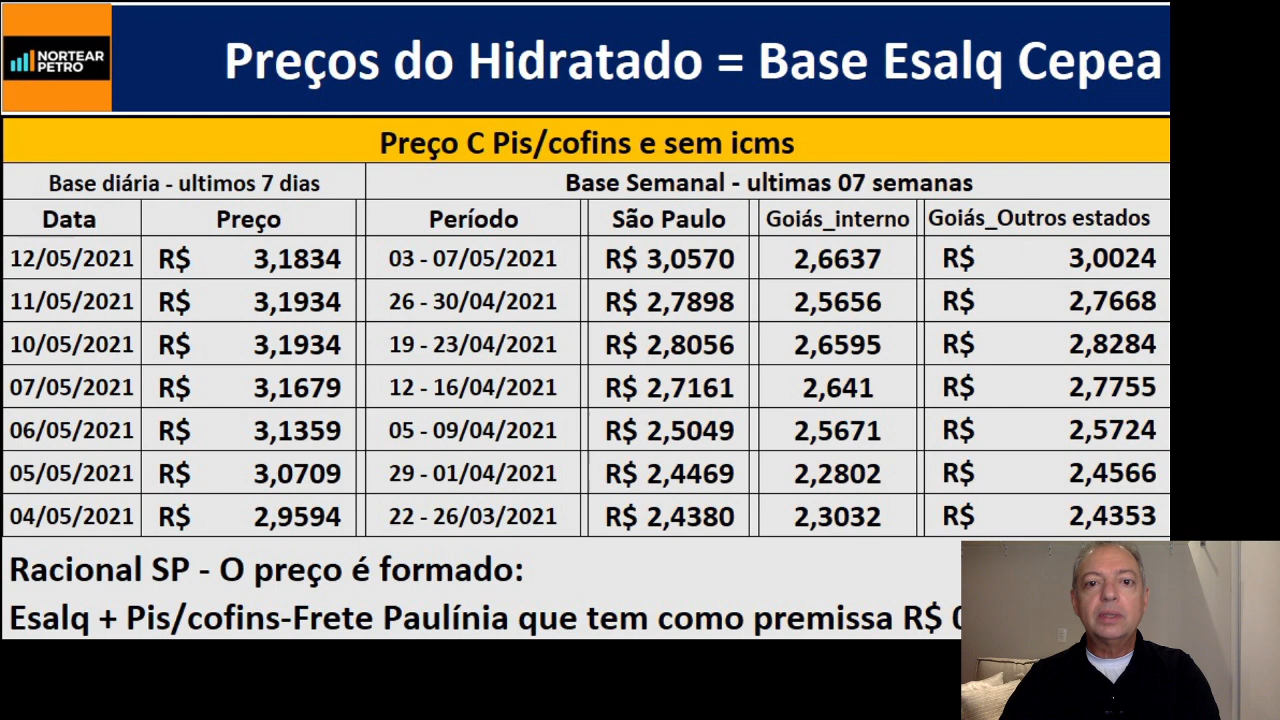 NORTEAR
PETRO
Preços do Hidratado = Base Esalq Cepea
Preço C Pis/cofins e sem icms
Base diária - ultimos 7 dias Base Semanal - ultimas 07 semanas
Data Preço Período São Paulo Goiás_interno Goiás_Outros estados
12/05/2021 R$ 3,1834 03 - 07/05/2021 R$ 3,0570 2,6637 R$ 3,0024
11/05/2021 R$ 3,1934 26 - 30/04/2021 R$ 2,7898 2,5656 R$ 2,7668
10/05/2021 R$ 3,1934 19 - 23/04/2021 R$ 2,8056 2,6595 R$ 2,8284
07/05/2021 R$ 3,1679 12 - 16/04/2021 R$ 2,7161 2,641 R$ 2,7755
06/05/2021 R$ 3,1359 05 - 09/04/2021 R$ 2,5049 2,5671 R$ 2,5724
05/05/2021 R$ 3,0709 29 - 01/04/2021 R$ 2,4469 2,2802 R$ 2,4566
04/05/2021 R$ 2,9594 22 - 26/03/2021 R$ 2,4380 2,3032 R$ 2,4353
Racional SP - O preço é formado:
Esalq + Pis/cofins-Frete Paulínia que tem como premissa R$